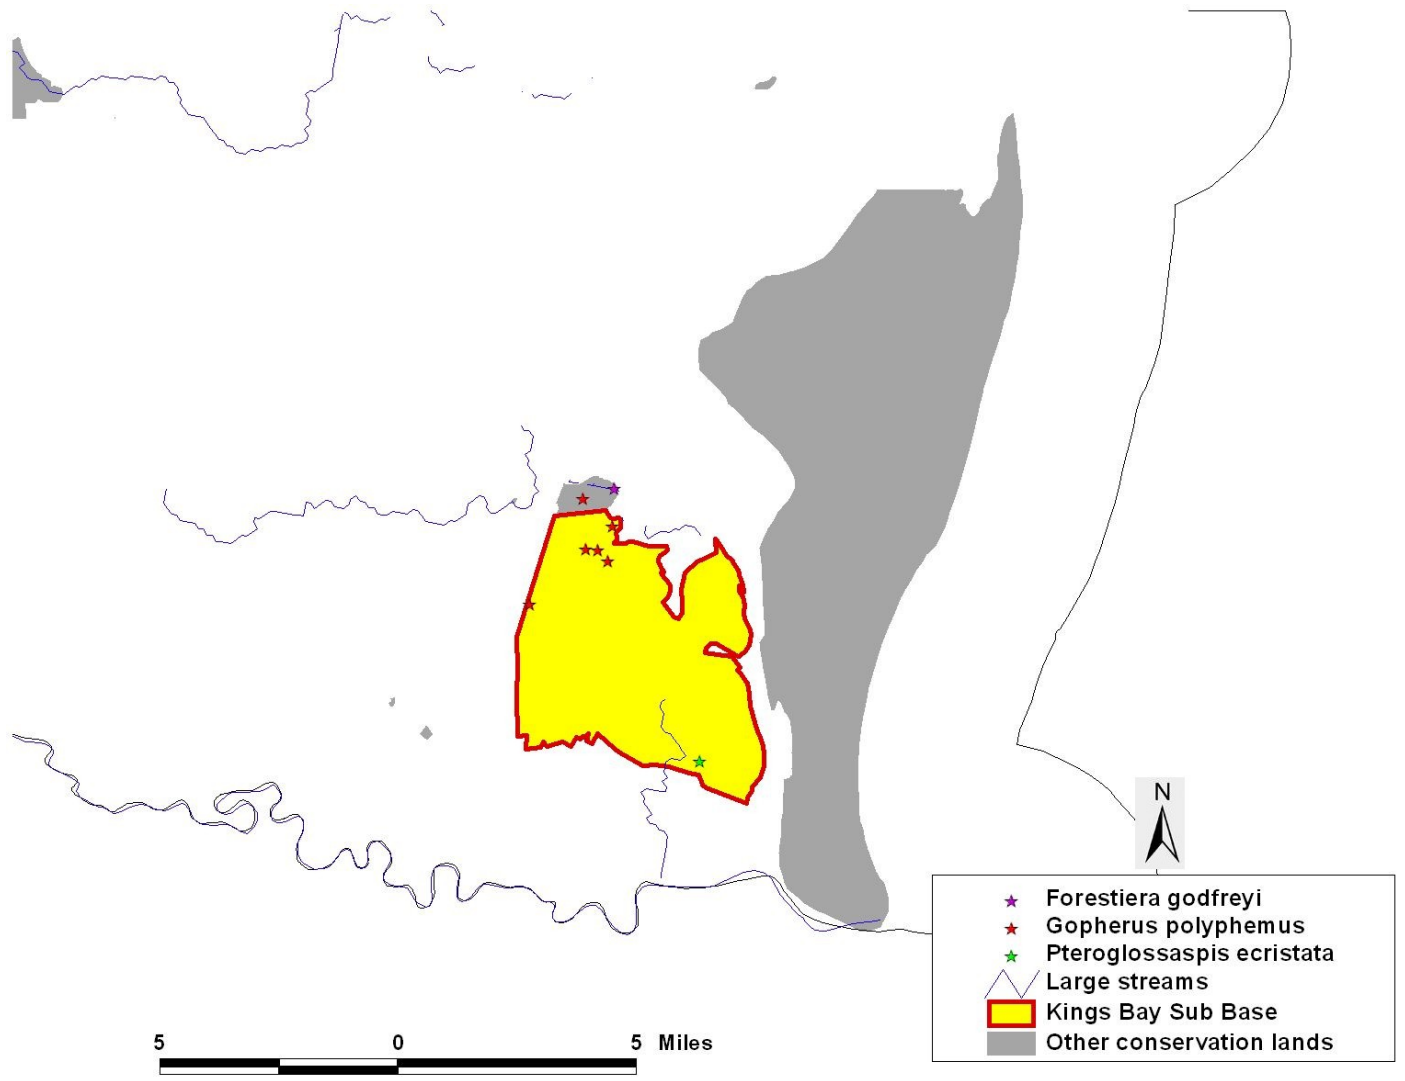 N
Forestiera godfreyi
Gopherus polyphemus
Pteroglossaspis ecristata
Large streams
Kings Bay Sub Base
Other conservation lands
5 0 5 Miles